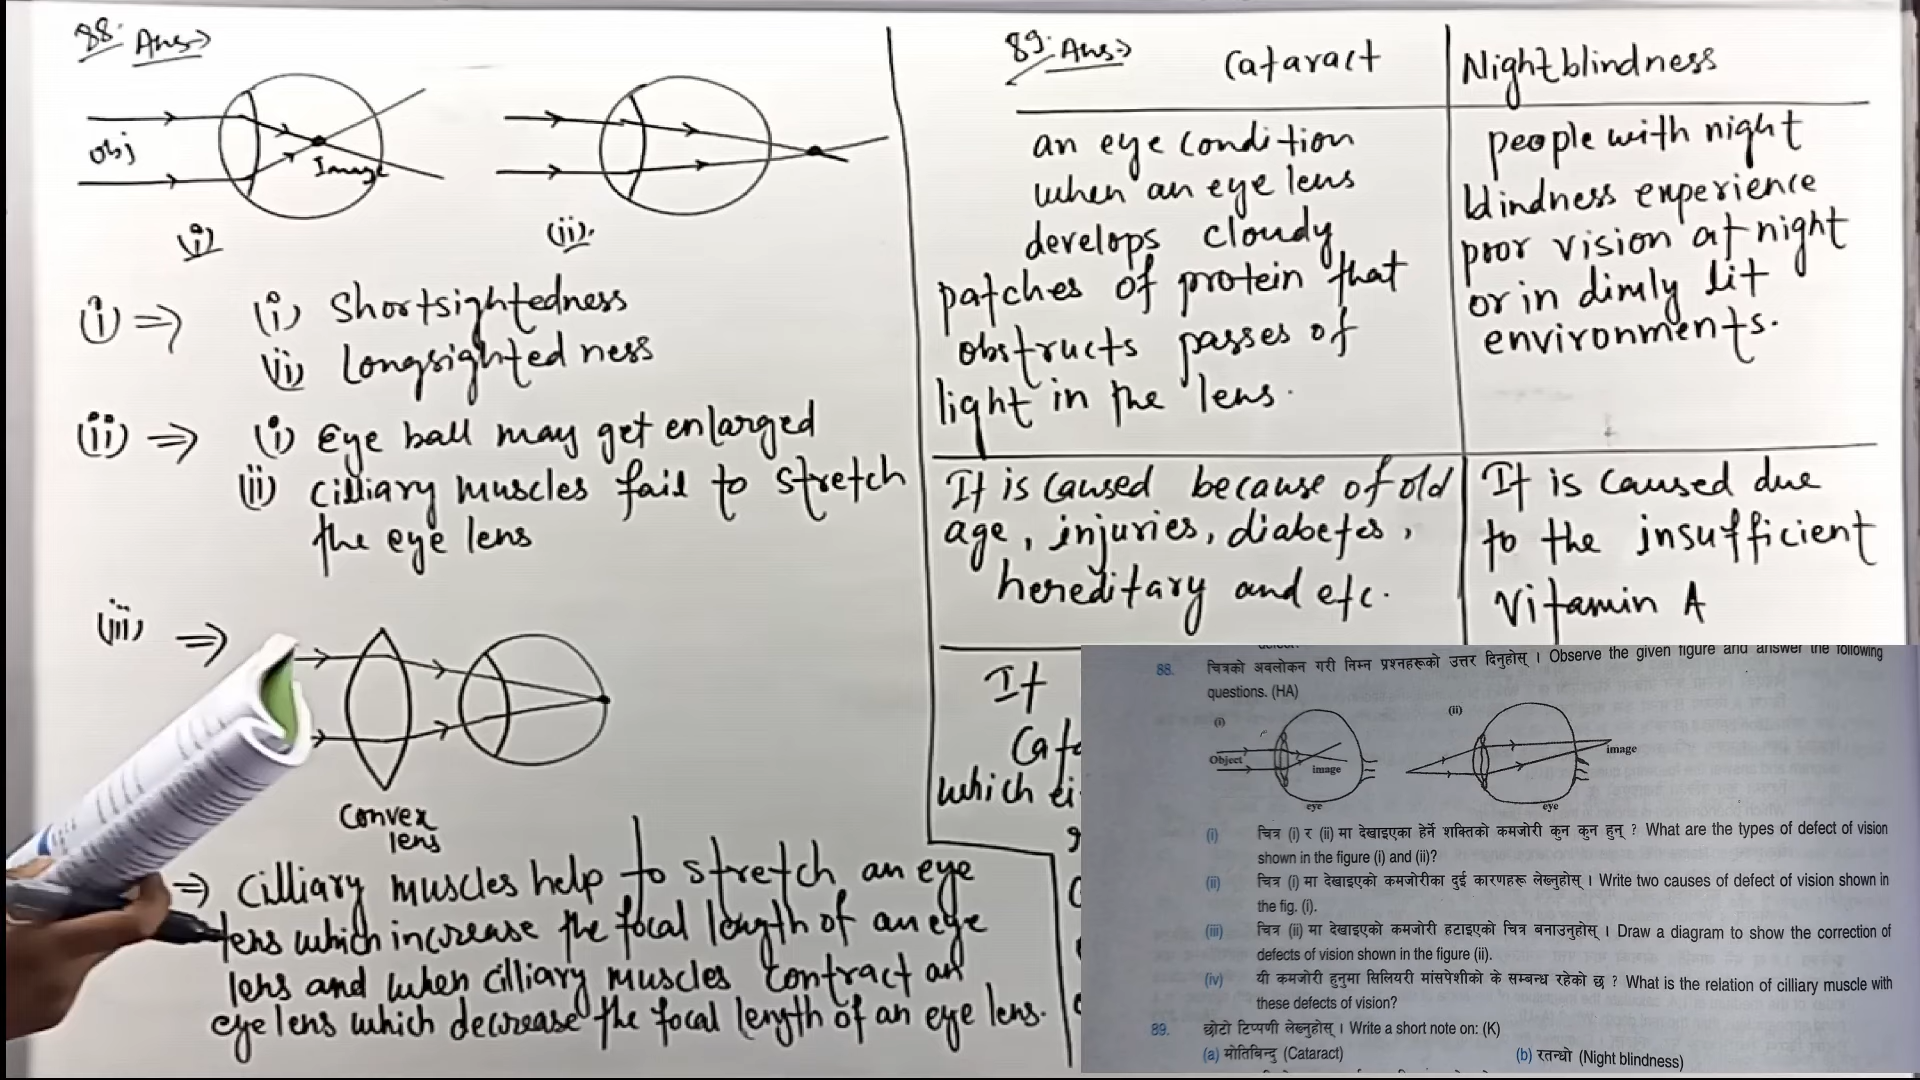 88. Ans->
obj
Image
(i)
(ii).
(i) => (i) Shortsightedness
(ii) Longsightedness
(ii) => (i) Eye ball may get enlarged
(ii) cilliary muscles fail to stretch
the eye lens
(iii) =>
Convex
lens
=> cilliary muscles help to stretch an eye
lens which increase the focal length of an eye
lens and when cilliary muscles contract an
eye lens which decrease the focal length of an eye lens.
89. Ans:->
Cataract
Nightblindness
an eye condition
when an eye lens
develops cloudy
patches of protein that
obstructs passes of
light in the lens.
people with night
blindness experience
poor vision at night
or in dimly lit
environments.
It is caused because of old
age, injuries, diabetes,
hereditary and etc.
It is caused due
to the insufficient
Vitamin A
It
Cata
which ei
88. चित्रको अवलोकन गरी निम्न प्रश्नहरूको उत्तर दिनुहोस् । Observe the given figure and answer the following
questions. (HA)
(i)
Object
image
eye
(ii)
image
eye
(i) चित्र (i) र (ii) मा देखाइएका हेर्ने शक्तिको कमजोरी कुन कुन हुन् ? What are the types of defect of vision
shown in the figure (i) and (ii)?
(ii) चित्र (i) मा देखाइएको कमजोरीका दुई कारणहरू लेख्नुहोस् । Write two causes of defect of vision shown in
the fig. (i).
(iii) चित्र (ii) मा देखाइएको कमजोरी हटाइएको चित्र बनाउनुहोस् । Draw a diagram to show the correction of
defects of vision shown in the figure (ii).
(iv) यी कमजोरी हुनुमा सिलियरी मांसपेशीको के सम्बन्ध रहेको छ ? What is the relation of cilliary muscle with
these defects of vision?
89. छोटो टिप्पणी लेख्नुहोस् । Write a short note on: (K)
(a) मोतिबिन्दु (Cataract)
(b) रतन्धो (Night blindness)